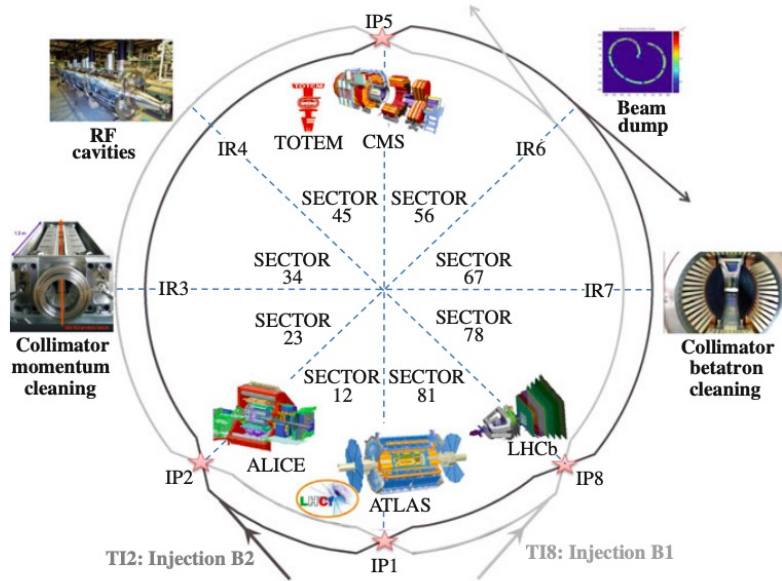 IP5
RF
cavities
TOTEM
TOTEM
CMS
Beam
dump
IR4
IR6
SECTOR
45
SECTOR
56
SECTOR
34
SECTOR
67
IR3
IR7
SECTOR
23
SECTOR
78
Collimator
momentum
cleaning
Collimator
betatron
cleaning
SECTOR
12
SECTOR
81
ALICE
LHCb
IP2
IP8
LHCf
ATLAS
TI2: Injection B2
TI8: Injection B1
IP1